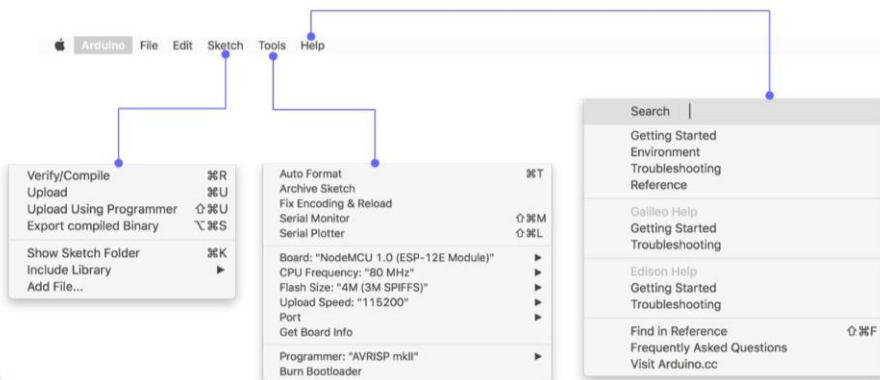 Arduino File Edit Sketch Tools Help
Verify/Compile ⌘R
Upload ⌘U
Upload Using Programmer ⇧⌘U
Export compiled Binary ⌥⌘S
Show Sketch Folder ⌘K
Include Library ▶
Add File...
Auto Format ⌘T
Archive Sketch
Fix Encoding & Reload
Serial Monitor ⇧⌘M
Serial Plotter ⇧⌘L
Board: "NodeMCU 1.0 (ESP-12E Module)" ▶
CPU Frequency: "80 MHz" ▶
Flash Size: "4M (3M SPIFFS)" ▶
Upload Speed: "115200" ▶
Port ▶
Get Board Info
Programmer: "AVRISP mkII" ▶
Burn Bootloader
Search
Getting Started
Environment
Troubleshooting
Reference
Galileo Help
Getting Started
Troubleshooting
Edison Help
Getting Started
Troubleshooting
Find in Reference ⇧⌘F
Frequently Asked Questions
Visit Arduino.cc